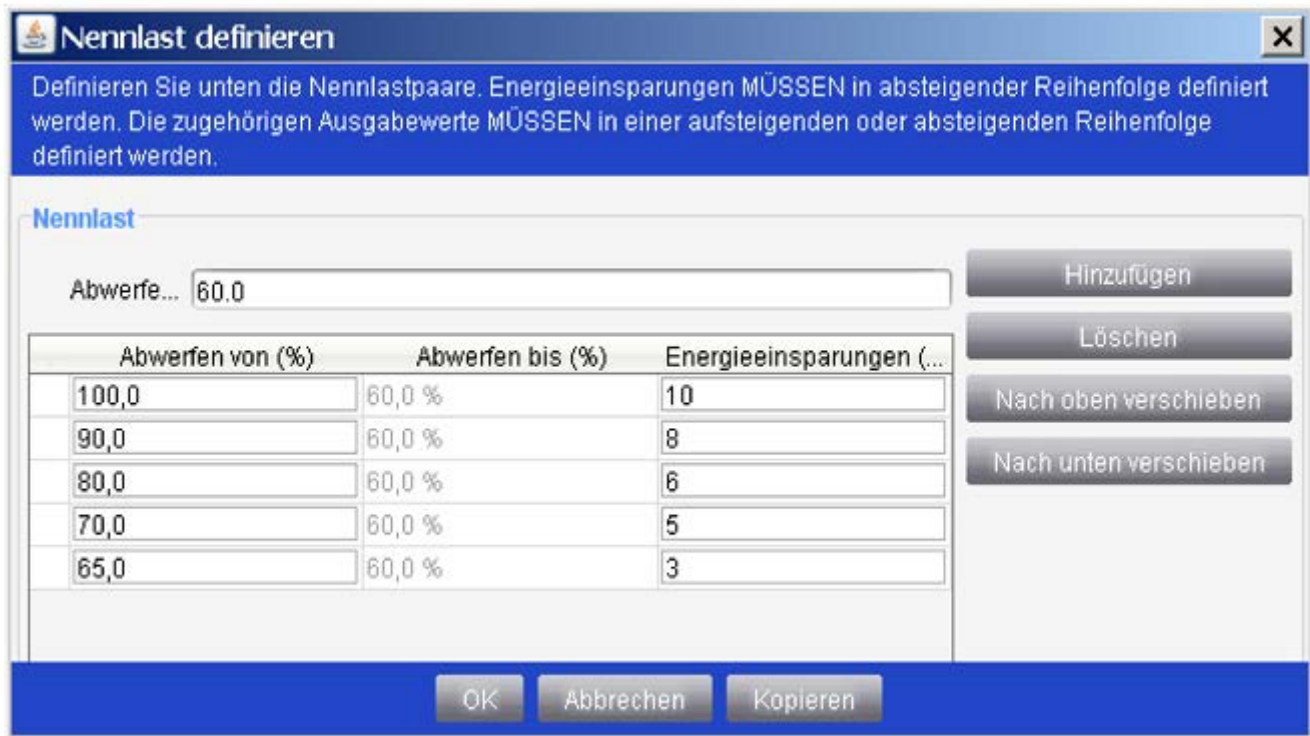 Nennlast definieren
Definieren Sie unten die Nennlastpaare. Energieeinsparungen MÜSSEN in absteigender Reihenfolge definiert
werden. Die zugehörigen Ausgabewerte MÜSSEN in einer aufsteigenden oder absteigenden Reihenfolge
definiert werden.
Nennlast
Abwerfe... 60.0
Hinzufügen
Löschen
Nach oben verschieben
Nach unten verschieben
Abwerfen von (%) Abwerfen bis (%) Energieeinsparungen (...
100,0 60,0 % 10
90,0 60,0 % 8
80,0 60,0 % 6
70,0 60,0 % 5
65,0 60,0 % 3
OK Abbrechen Kopieren